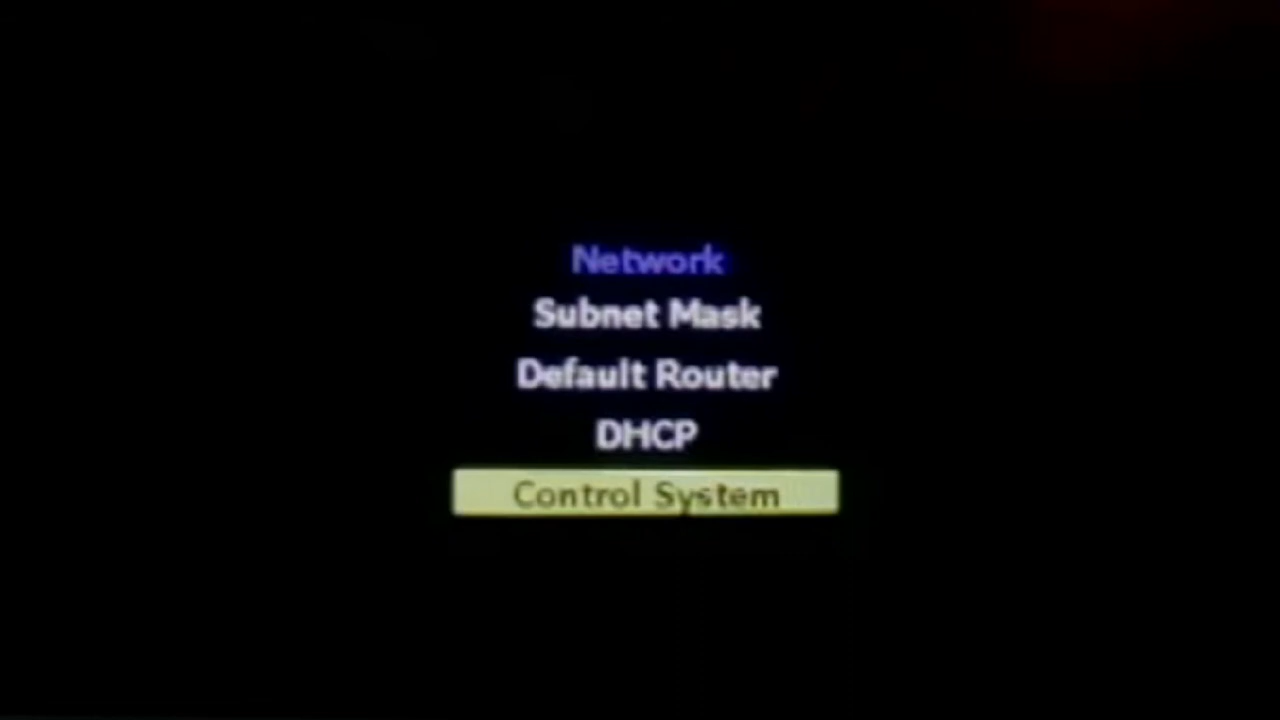 Network
Subnet Mask
Default Router
DHCP
Control System